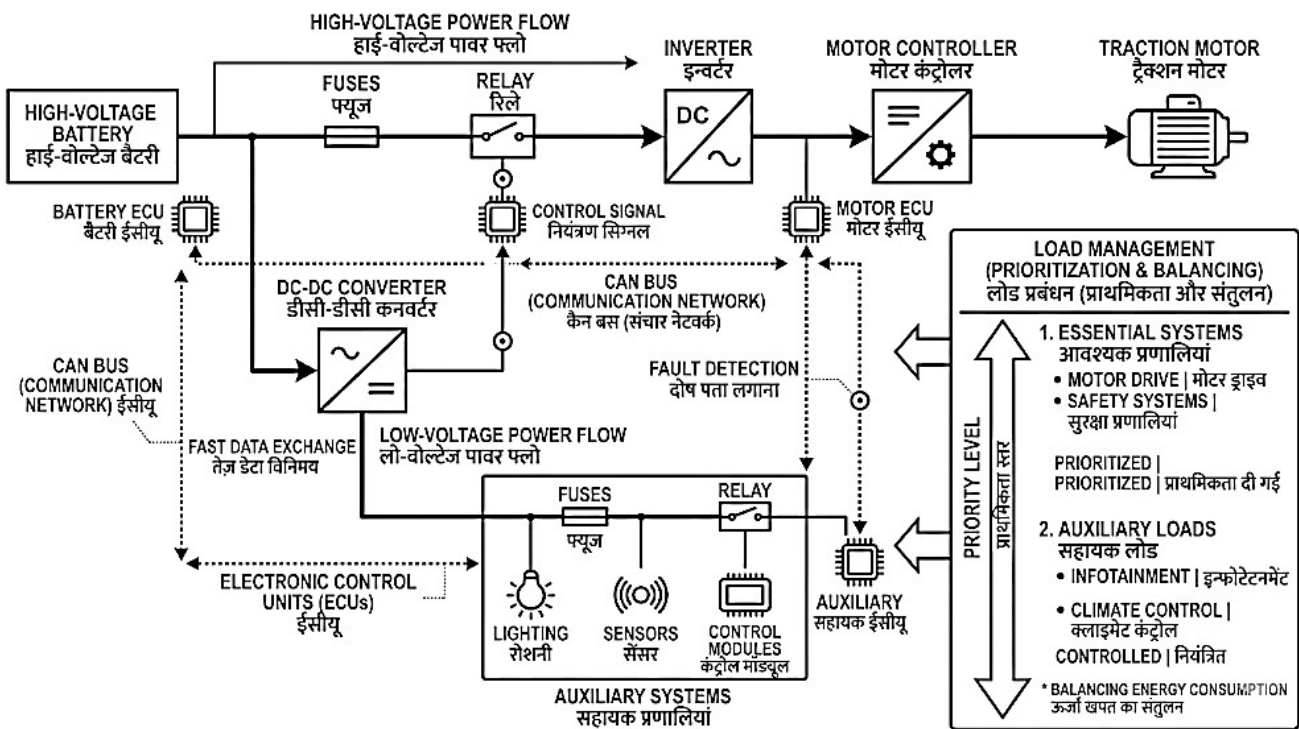 HIGH-VOLTAGE POWER FLOW
हाई-वोल्टेज पावर फ्लो
INVERTER
इन्वर्टर
MOTOR CONTROLLER
मोटर कंट्रोलर
TRACTION MOTOR
ट्रैक्शन मोटर
FUSES
फ्यूज
RELAY
रिले
HIGH-VOLTAGE
BATTERY
हाई-वोल्टेज बैटरी
DC
BATTERY ECU
बैटरी ईसीयू
CONTROL SIGNAL
नियंत्रण सिग्नल
MOTOR ECU
मोटर ईसीयू
DC-DC CONVERTER
डीसी-डीसी कनवर्टर
CAN BUS
(COMMUNICATION NETWORK)
कैन बस (संचार नेटवर्क)
CAN BUS
(COMMUNICATION
NETWORK) ईसीयू
FAULT DETECTION
दोष पता लगाना
FAST DATA EXCHANGE
तेज़ डेटा विनिमय
LOW-VOLTAGE POWER FLOW
लो-वोल्टेज पावर फ्लो
FUSES
फ्यूज
RELAY
ELECTRONIC CONTROL
UNITS (ECUs)
ईसीयू
LIGHTING
रोशनी
SENSORS
सेंसर
CONTROL
MODULES
कंट्रोल मॉड्यूल
AUXILIARY
सहायक ईसीयू
AUXILIARY SYSTEMS
सहायक प्रणालियां
LOAD MANAGEMENT
(PRIORITIZATION & BALANCING)
लोड प्रबंधन (प्राथमिकता और संतुलन)
PRIORITY LEVEL
प्राथमिकता स्तर
1. ESSENTIAL SYSTEMS
आवश्यक प्रणालियां
• MOTOR DRIVE | मोटर ड्राइव
• SAFETY SYSTEMS |
सुरक्षा प्रणालियां
PRIORITIZED |
PRIORITIZED | प्राथमिकता दी गई
2. AUXILIARY LOADS
सहायक लोड
• INFOTAINMENT | इन्फोटेटनमेंट
• CLIMATE CONTROL |
क्लाइमेट कंट्रोल
CONTROLLED | नियंत्रित
* BALANCING ENERGY CONSUMPTION
ऊर्जा खपत का संतुलन